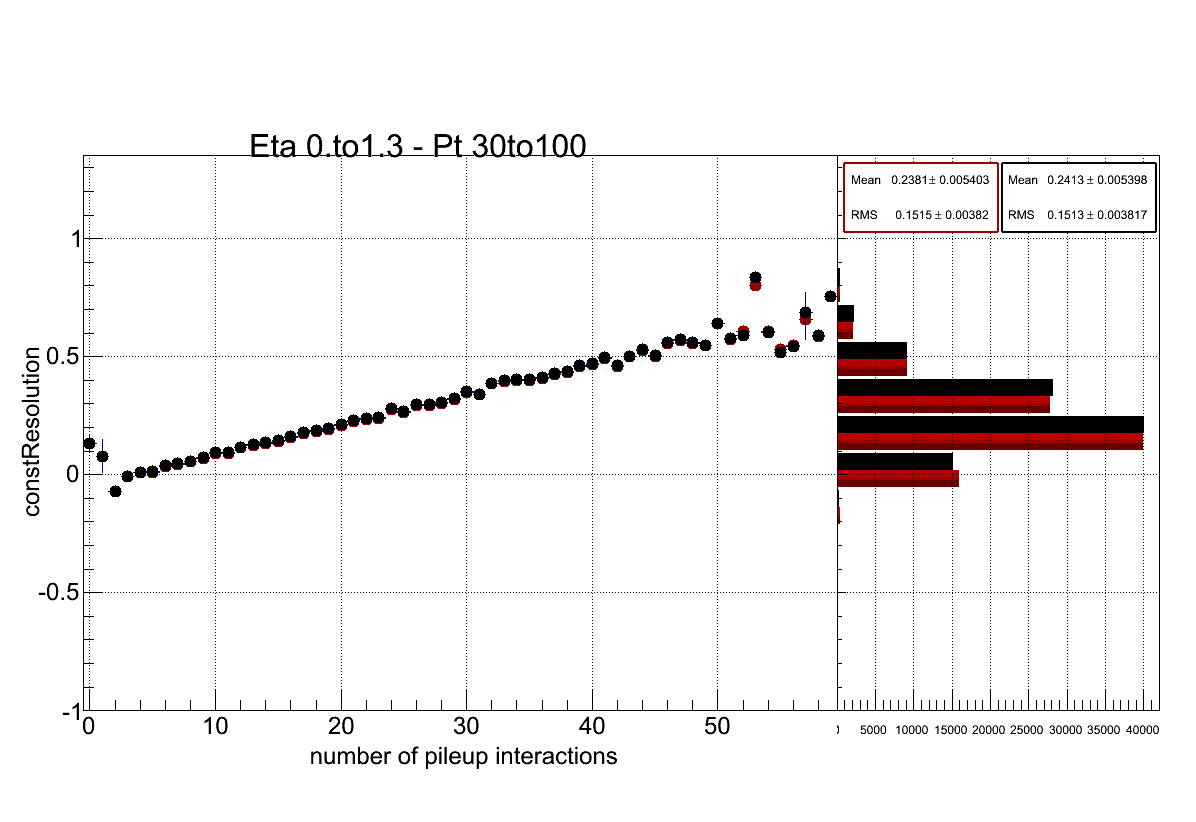 Eta 0.to1.3 - Pt 30to100
constResolution
1
0.5
0
-0.5
-1
0 10 20 30 40 50
number of pileup interactions
Mean 0.2381± 0.005403
RMS 0.1515 ± 0.00382
Mean 0.2413 ± 0.005398
RMS 0.1513 ± 0.003817
5000 10000 15000 20000 25000 30000 35000 40000